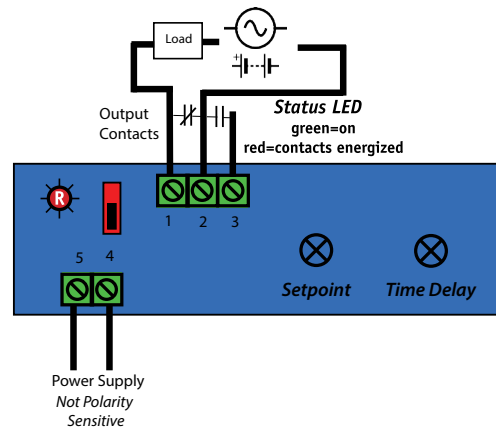 Load
+
Output
Contacts
Status LED
green=on
red=contacts energized
R
1 2 3
5 4
Setpoint
Time Delay
Power Supply
Not Polarity
Sensitive